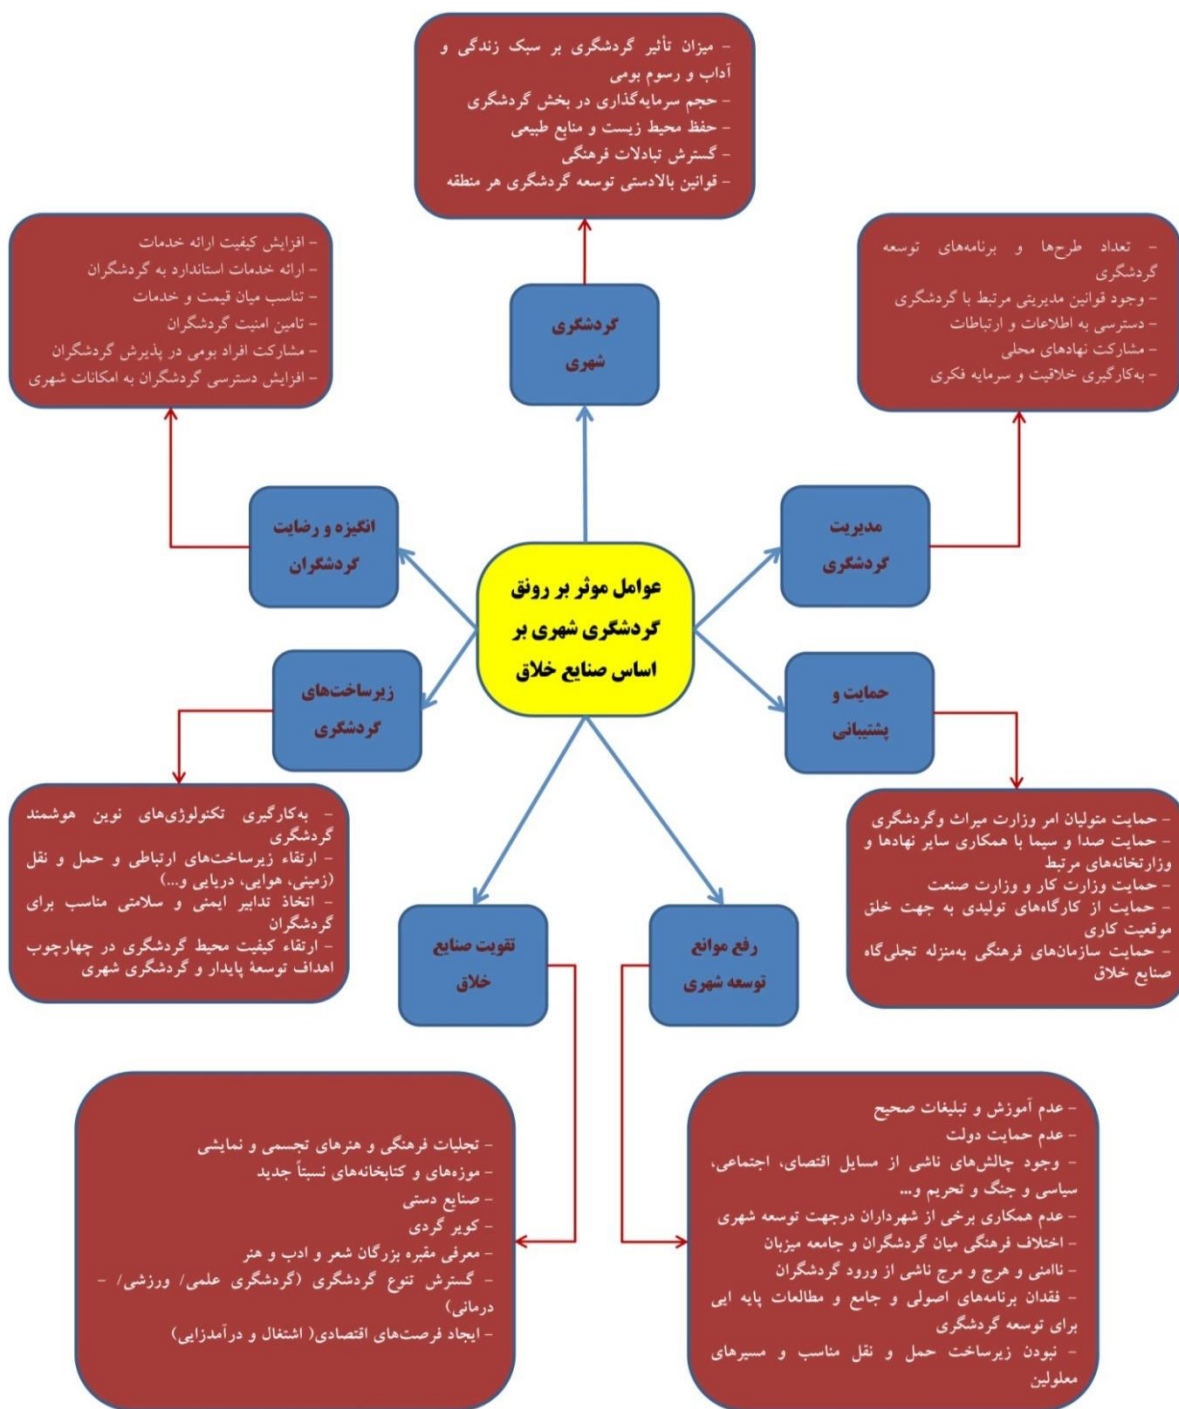 – میزان تأثیر گردشگری بر سبک زندگی و
آداب و رسوم بومی
– حجم سرمایه‌گذاری در بخش گردشگری
– حفظ محیط زیست و منابع طبیعی
– گسترش تبادلات فرهنگی
– قوانین بالادستی توسعه گردشگری هر منطقه
– تعداد طرح‌ها و برنامه‌های توسعه
گردشگری
– وجود قوانین مدیریتی مرتبط با گردشگری
– دسترسی به اطلاعات و ارتباطات
– مشارکت نهادهای محلی
– به‌کارگیری خلاقیت و سرمایه فکری
– افزایش کیفیت ارائه خدمات
– ارائه خدمات استاندارد به گردشگران
– تناسب میان قیمت و خدمات
– تامین امنیت گردشگران
– مشارکت افراد بومی در پذیرش گردشگران
– افزایش دسترسی گردشگران به امکانات شهری
گردشگری
شهری
مدیریت
گردشگری
انگیزه و رضایت
گردشگران
عوامل موثر بر رونق
گردشگری شهری بر
اساس صنایع خلاق
حمایت و
پشتیبانی
زیرساخت‌های
گردشگری
– حمایت متولیان امر وزارت میراث وگردشگری
– حمایت صدا و سیما با همکاری سایر نهادها و
وزارتخانه‌های مرتبط
– حمایت وزارت کار و وزارت صنعت
– حمایت از کارگاه‌های تولیدی به جهت خلق
موقعیت کاری
– حمایت سازمان‌های فرهنگی به‌منزله تجلی‌گاه
صنایع خلاق
– به‌کارگیری تکنولوژی‌های نوین هوشمند
گردشگری
– ارتقاء زیرساخت‌های ارتباطی و حمل و نقل
(زمینی، هوایی، دریایی و...)
– اتخاذ تدابیر ایمنی و سلامتی مناسب برای
گردشگران
– ارتقاء کیفیت محیط گردشگری در چهارچوب
اهداف توسعۀ پایدار و گردشگری شهری
رفع موانع
توسعه شهری
تقویت صنایع
خلاق
– عدم آموزش و تبلیغات صحیح
– عدم حمایت دولت
– وجود چالش‌های ناشی از مسایل اقتصای، اجتماعی،
سیاسی و جنگ و تحریم و...
– عدم همکاری برخی از شهرداران درجهت توسعه شهری
– اختلاف فرهنگی میان گردشگران و جامعه میزبان
– ناامنی و هرج و مرج ناشی از ورود گردشگران
– فقدان برنامه‌های اصولی و جامع و مطالعات پایه ایی
برای توسعه گردشگری
– نبودن زیرساخت حمل و نقل مناسب و مسیرهای
معلولین
– تجلیات فرهنگی و هنرهای تجسمی و نمایشی
– موزه‌های و کتابخانه‌های نسبتاً جدید
– صنایع دستی
– کویر گردی
– معرفی مقبره بزرگان شعر و ادب و هنر
– گسترش تنوع گردشگری (گردشگری علمی/ ورزشی/ –
درمانی)
– ایجاد فرصت‌های اقتصادی( اشتغال و درآمدزایی)